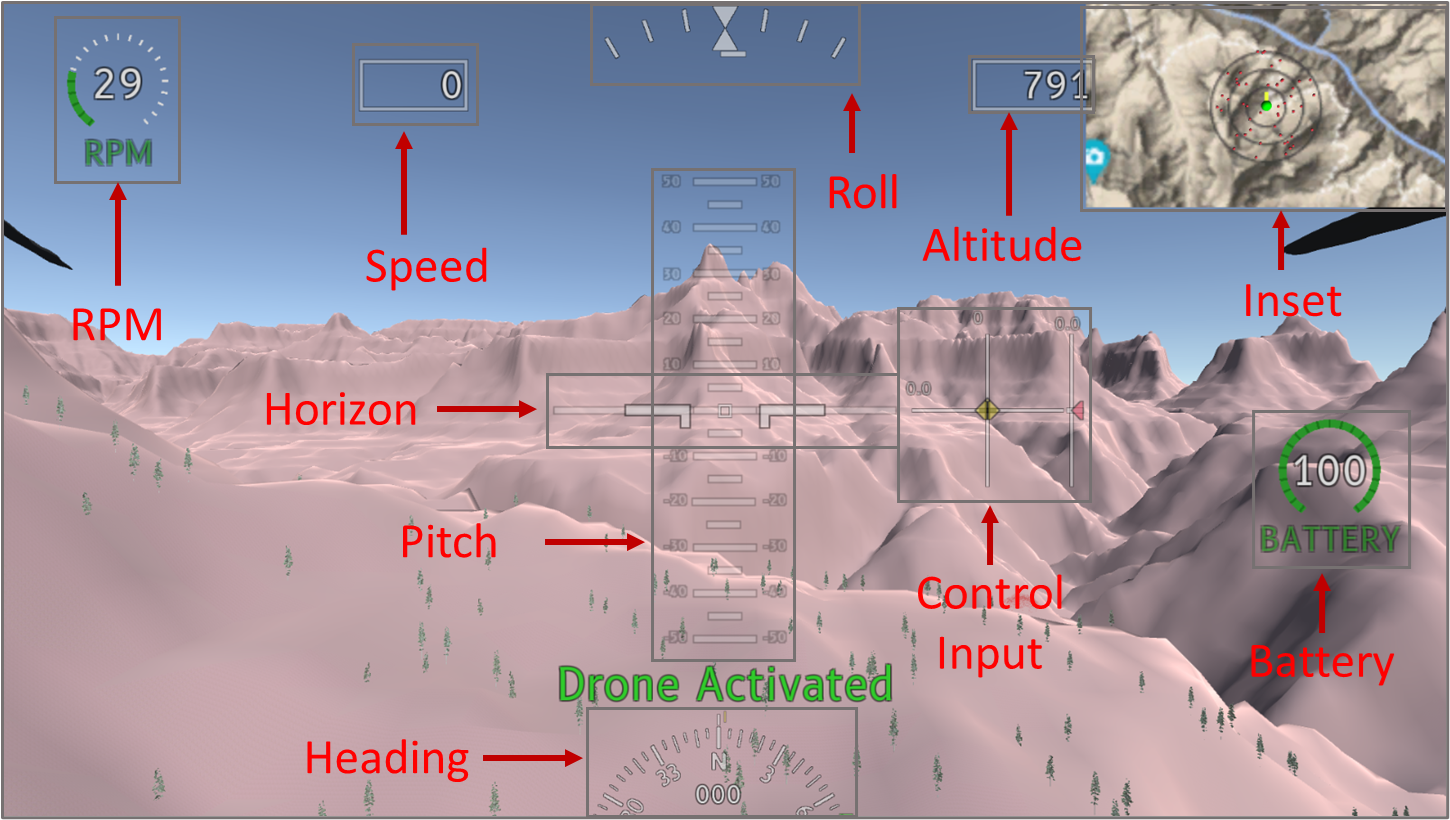 29
RPM
RPM
0
Speed
Roll
791
Altitude
Inset
50 50
40 40
30 30
20 20
10 10
-10 -10
-20 -20
-30 -30
-40 -40
-50 -50
Horizon
Pitch
0 0.0
0.0
Control
Input
100
BATTERY
Battery
Drone Activated
Heading
33 N 3
000